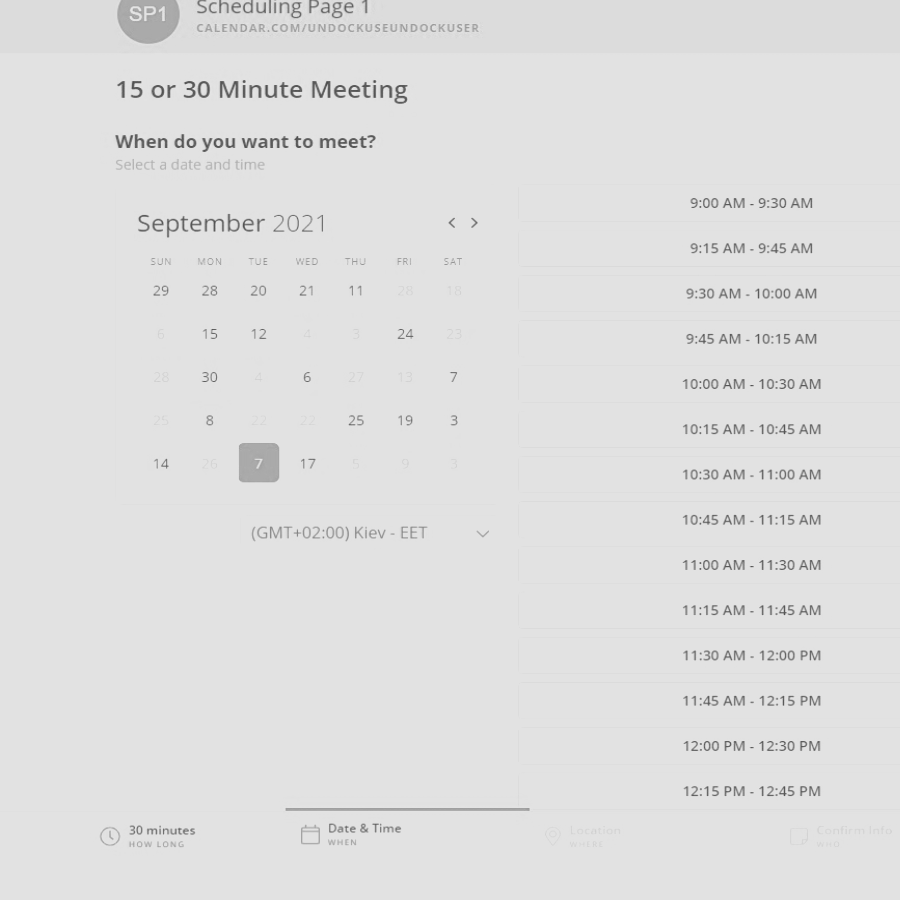 SP1
Scheduling Page 1
CALENDAR.COM/UNDOCKUSEUNDOCKUSER
15 or 30 Minute Meeting
When do you want to meet?
Select a date and time
September 2021
SUN MON TUE WED THU FRI SAT
29 28 20 21 11 28 18
6 15 12 4 3 24 23
28 30 4 6 27 13 7
25 8 22 22 25 19 3
14 26 7 17 5 9 3
(GMT+02:00) Kiev - EET
9:00 AM - 9:30 AM
9:15 AM - 9:45 AM
9:30 AM - 10:00 AM
9:45 AM - 10:15 AM
10:00 AM - 10:30 AM
10:15 AM - 10:45 AM
10:30 AM - 11:00 AM
10:45 AM - 11:15 AM
11:00 AM - 11:30 AM
11:15 AM - 11:45 AM
11:30 AM - 12:00 PM
11:45 AM - 12:15 PM
12:00 PM - 12:30 PM
12:15 PM - 12:45 PM
30 minutes
HOW LONG
Date & Time
WHEN
Location
WHERE
Confirm Info
WHO